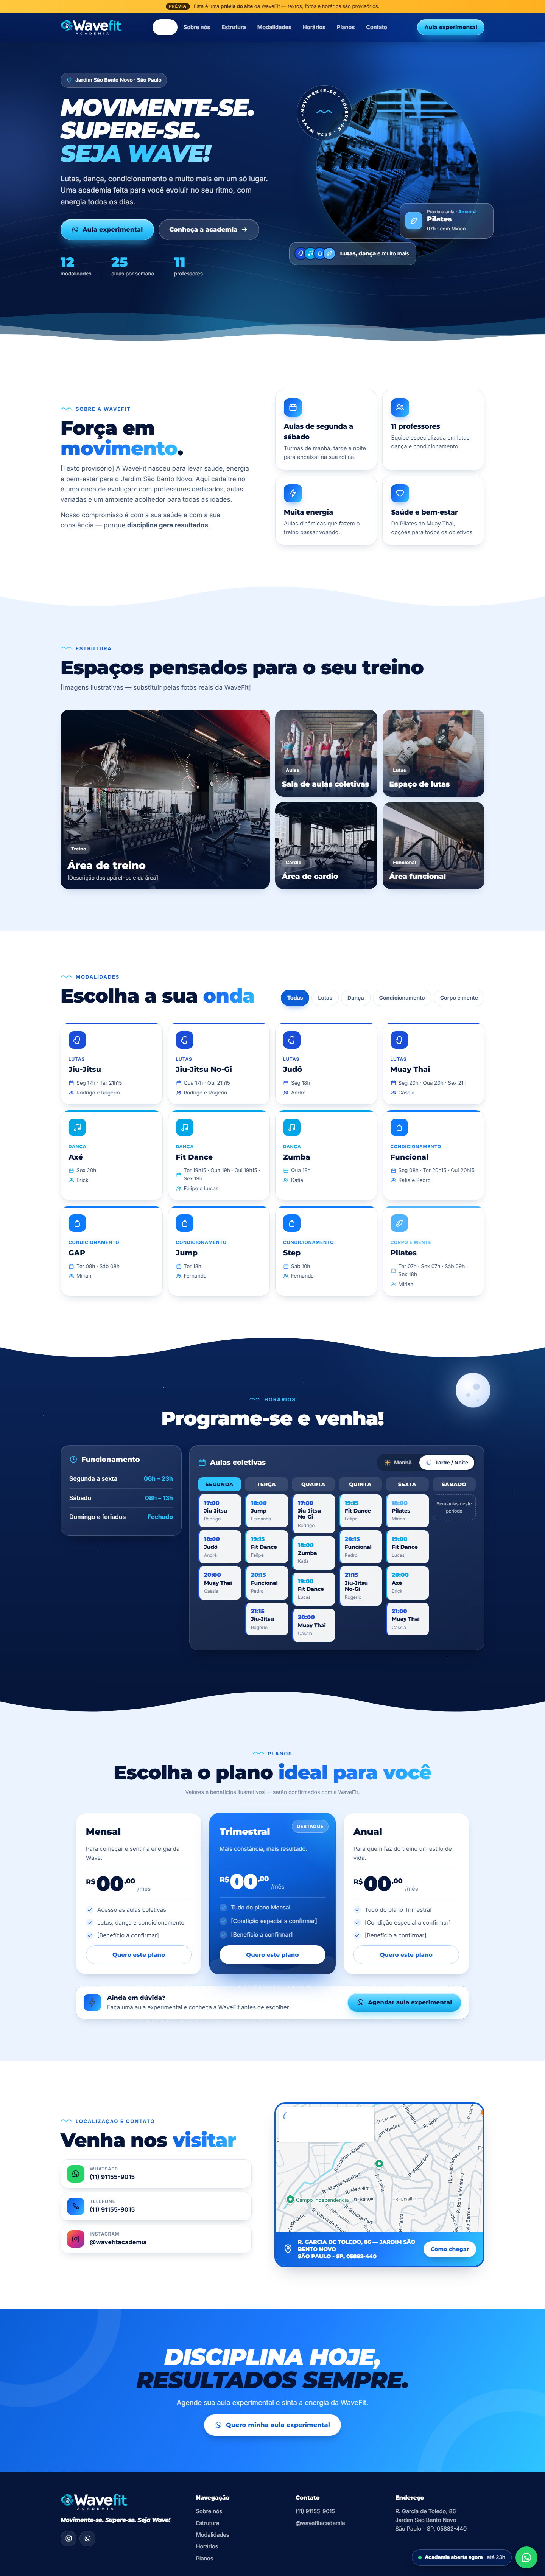 PRÉVIA Esta é uma prévia do site da WaveFit — textos, fotos e horários são provisórios.
Wavefit
ACADEMIA
Sobre nós Estrutura Modalidades Horários Planos Contato
Aula experimental
Jardim São Bento Novo · São Paulo
MOVIMENTE-SE.
SUPERE-SE.
SEJA WAVE!
Lutas, dança, condicionamento e muito mais em um só lugar.
Uma academia feita para você evoluir no seu ritmo, com
energia todos os dias.
Aula experimental
Conheça a academia →
12
modalidades
25
aulas por semana
11
professores
MOVIMENTE-SE • SUPERE-SE • SEJA WAVE •
Próxima aula · Amanhã
Pilates
07h · com Mirian
Lutas, dança e muito mais
SOBRE A WAVEFIT
Força em
movimento.
[Texto provisório] A WaveFit nasceu para levar saúde, energia
e bem-estar para o Jardim São Bento Novo. Aqui cada treino
é uma onda de evolução: com professores dedicados, aulas
variadas e um ambiente acolhedor para todas as idades.
Nosso compromisso é com a sua saúde e com a sua
constância — porque disciplina gera resultados.
Aulas de segunda a
sábado
Turmas de manhã, tarde e noite
para encaixar na sua rotina.
11 professores
Equipe especializada em lutas,
dança e condicionamento.
Muita energia
Aulas dinâmicas que fazem o
treino passar voando.
Saúde e bem-estar
Do Pilates ao Muay Thai,
opções para todos os objetivos.
ESTRUTURA
Espaços pensados para o seu treino
[Imagens ilustrativas — substituir pelas fotos reais da WaveFit]
Treino
Área de treino
[Descrição dos aparelhos e da área]
Aulas
Sala de aulas coletivas
Lutas
Espaço de lutas
Cardio
Área de cardio
Funcional
Área funcional
MODALIDADES
Escolha a sua onda
Todas Lutas Dança Condicionamento Corpo e mente
LUTAS
Jiu-Jitsu
Seg 17h · Ter 21h15
Rodrigo e Rogerio
LUTAS
Jiu-Jitsu No-Gi
Qua 17h · Qui 21h15
Rodrigo e Rogerio
LUTAS
Judô
Seg 18h
André
LUTAS
Muay Thai
Seg 20h · Qua 20h · Sex 21h
Cássia
DANÇA
Axé
Sex 20h
Erick
DANÇA
Fit Dance
Ter 19h15 · Qua 19h · Qui 19h15 ·
Sex 19h
Felipe e Lucas
DANÇA
Zumba
Qua 18h
Katia
CONDICIONAMENTO
Funcional
Seg 08h · Ter 20h15 · Qui 20h15
Katia e Pedro
CONDICIONAMENTO
GAP
Ter 08h · Sáb 08h
Mirian
CONDICIONAMENTO
Jump
Ter 18h
Fernanda
CONDICIONAMENTO
Step
Sáb 10h
Fernanda
CORPO E MENTE
Pilates
Ter 07h · Sex 07h · Sáb 09h ·
Sex 18h
Mirian
HORÁRIOS
Programe-se e venha!
Funcionamento
Segunda a sexta 06h – 23h
Sábado 08h – 13h
Domingo e feriados Fechado
Aulas coletivas
Manhã Tarde / Noite
SEGUNDA
17:00
Jiu-Jitsu
Rodrigo
18:00
Judô
André
20:00
Muay Thai
Cássia
TERÇA
18:00
Jump
Fernanda
19:15
Fit Dance
Felipe
20:15
Funcional
Pedro
21:15
Jiu-Jitsu
Rogerio
QUARTA
17:00
Jiu-Jitsu
No-Gi
Rodrigo
18:00
Zumba
Katia
19:00
Fit Dance
Lucas
20:00
Muay Thai
Cássia
QUINTA
19:15
Fit Dance
Felipe
20:15
Funcional
Pedro
21:15
Jiu-Jitsu
No-Gi
Rogerio
SEXTA
18:00
Pilates
Mirian
19:00
Fit Dance
Lucas
20:00
Axé
Erick
21:00
Muay Thai
Cássia
SÁBADO
Sem aulas neste
período
PLANOS
Escolha o plano ideal para você
Valores e benefícios ilustrativos — serão confirmados com a WaveFit.
Mensal
Para começar e sentir a energia da
Wave.
R$00,00 /mês
Acesso às aulas coletivas
Lutas, dança e condicionamento
[Benefício a confirmar]
Quero este plano
DESTAQUE
Trimestral
Mais constância, mais resultado.
R$00,00 /mês
Tudo do plano Mensal
[Condição especial a confirmar]
[Benefício a confirmar]
Quero este plano
Anual
Para quem faz do treino um estilo de
vida.
R$00,00 /mês
Tudo do plano Trimestral
[Condição especial a confirmar]
[Benefício a confirmar]
Quero este plano
Ainda em dúvida?
Faça uma aula experimental e conheça a WaveFit antes de escolher.
Agendar aula experimental
LOCALIZAÇÃO E CONTATO
Venha nos visitar
WHATSAPP
(11) 91155-9015
TELEFONE
(11) 91155-9015
INSTAGRAM
@wavefitacademia
Campo Independência
R. GARCIA DE TOLEDO, 86 — JARDIM SÃO
BENTO NOVO
SÃO PAULO - SP, 05882-440
Como chegar
DISCIPLINA HOJE,
RESULTADOS SEMPRE.
Agende sua aula experimental e sinta a energia da WaveFit.
Quero minha aula experimental
Wavefit
ACADEMIA
Movimente-se. Supere-se. Seja Wave!
Navegação
Sobre nós
Estrutura
Modalidades
Horários
Planos
Contato
(11) 91155-9015
@wavefitacademia
Endereço
R. Garcia de Toledo, 86
Jardim São Bento Novo
São Paulo - SP, 05882-440
Academia aberta agora · até 23h